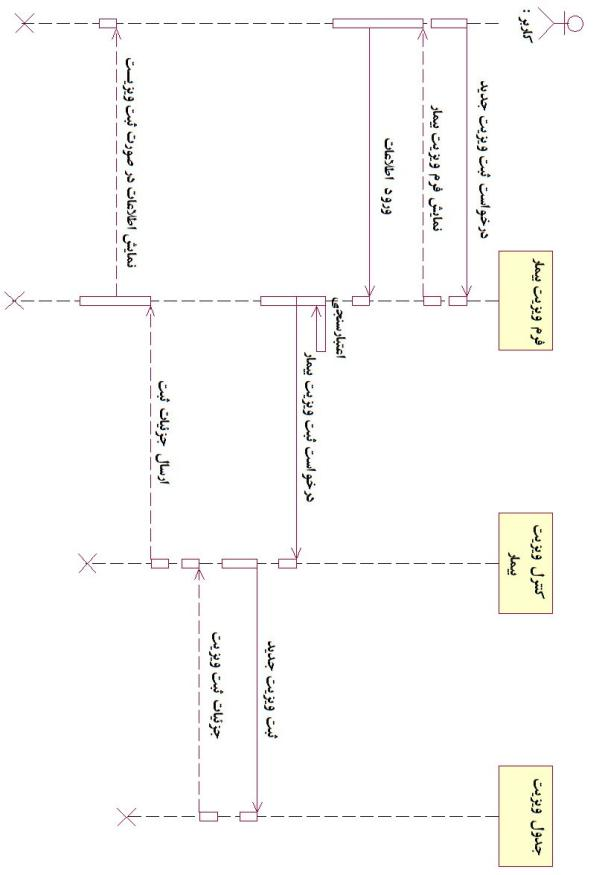 کاربر :
فرم ویزیت بیمار
کنترل ویزیت
بیمار
جدول ویزیت
درخواست ثبت ویزیت جدید
نمایش فرم ویزیت بیمار
ورود اطلاعات
اعتبارسنجی
درخواست ثبت ویزیت بیمار
ثبت ویزیت جدید
جزئیات ثبت ویزیت
ارسال جزئیات ثبت
نمایش اطلاعات در صورت ثبت ویزیست